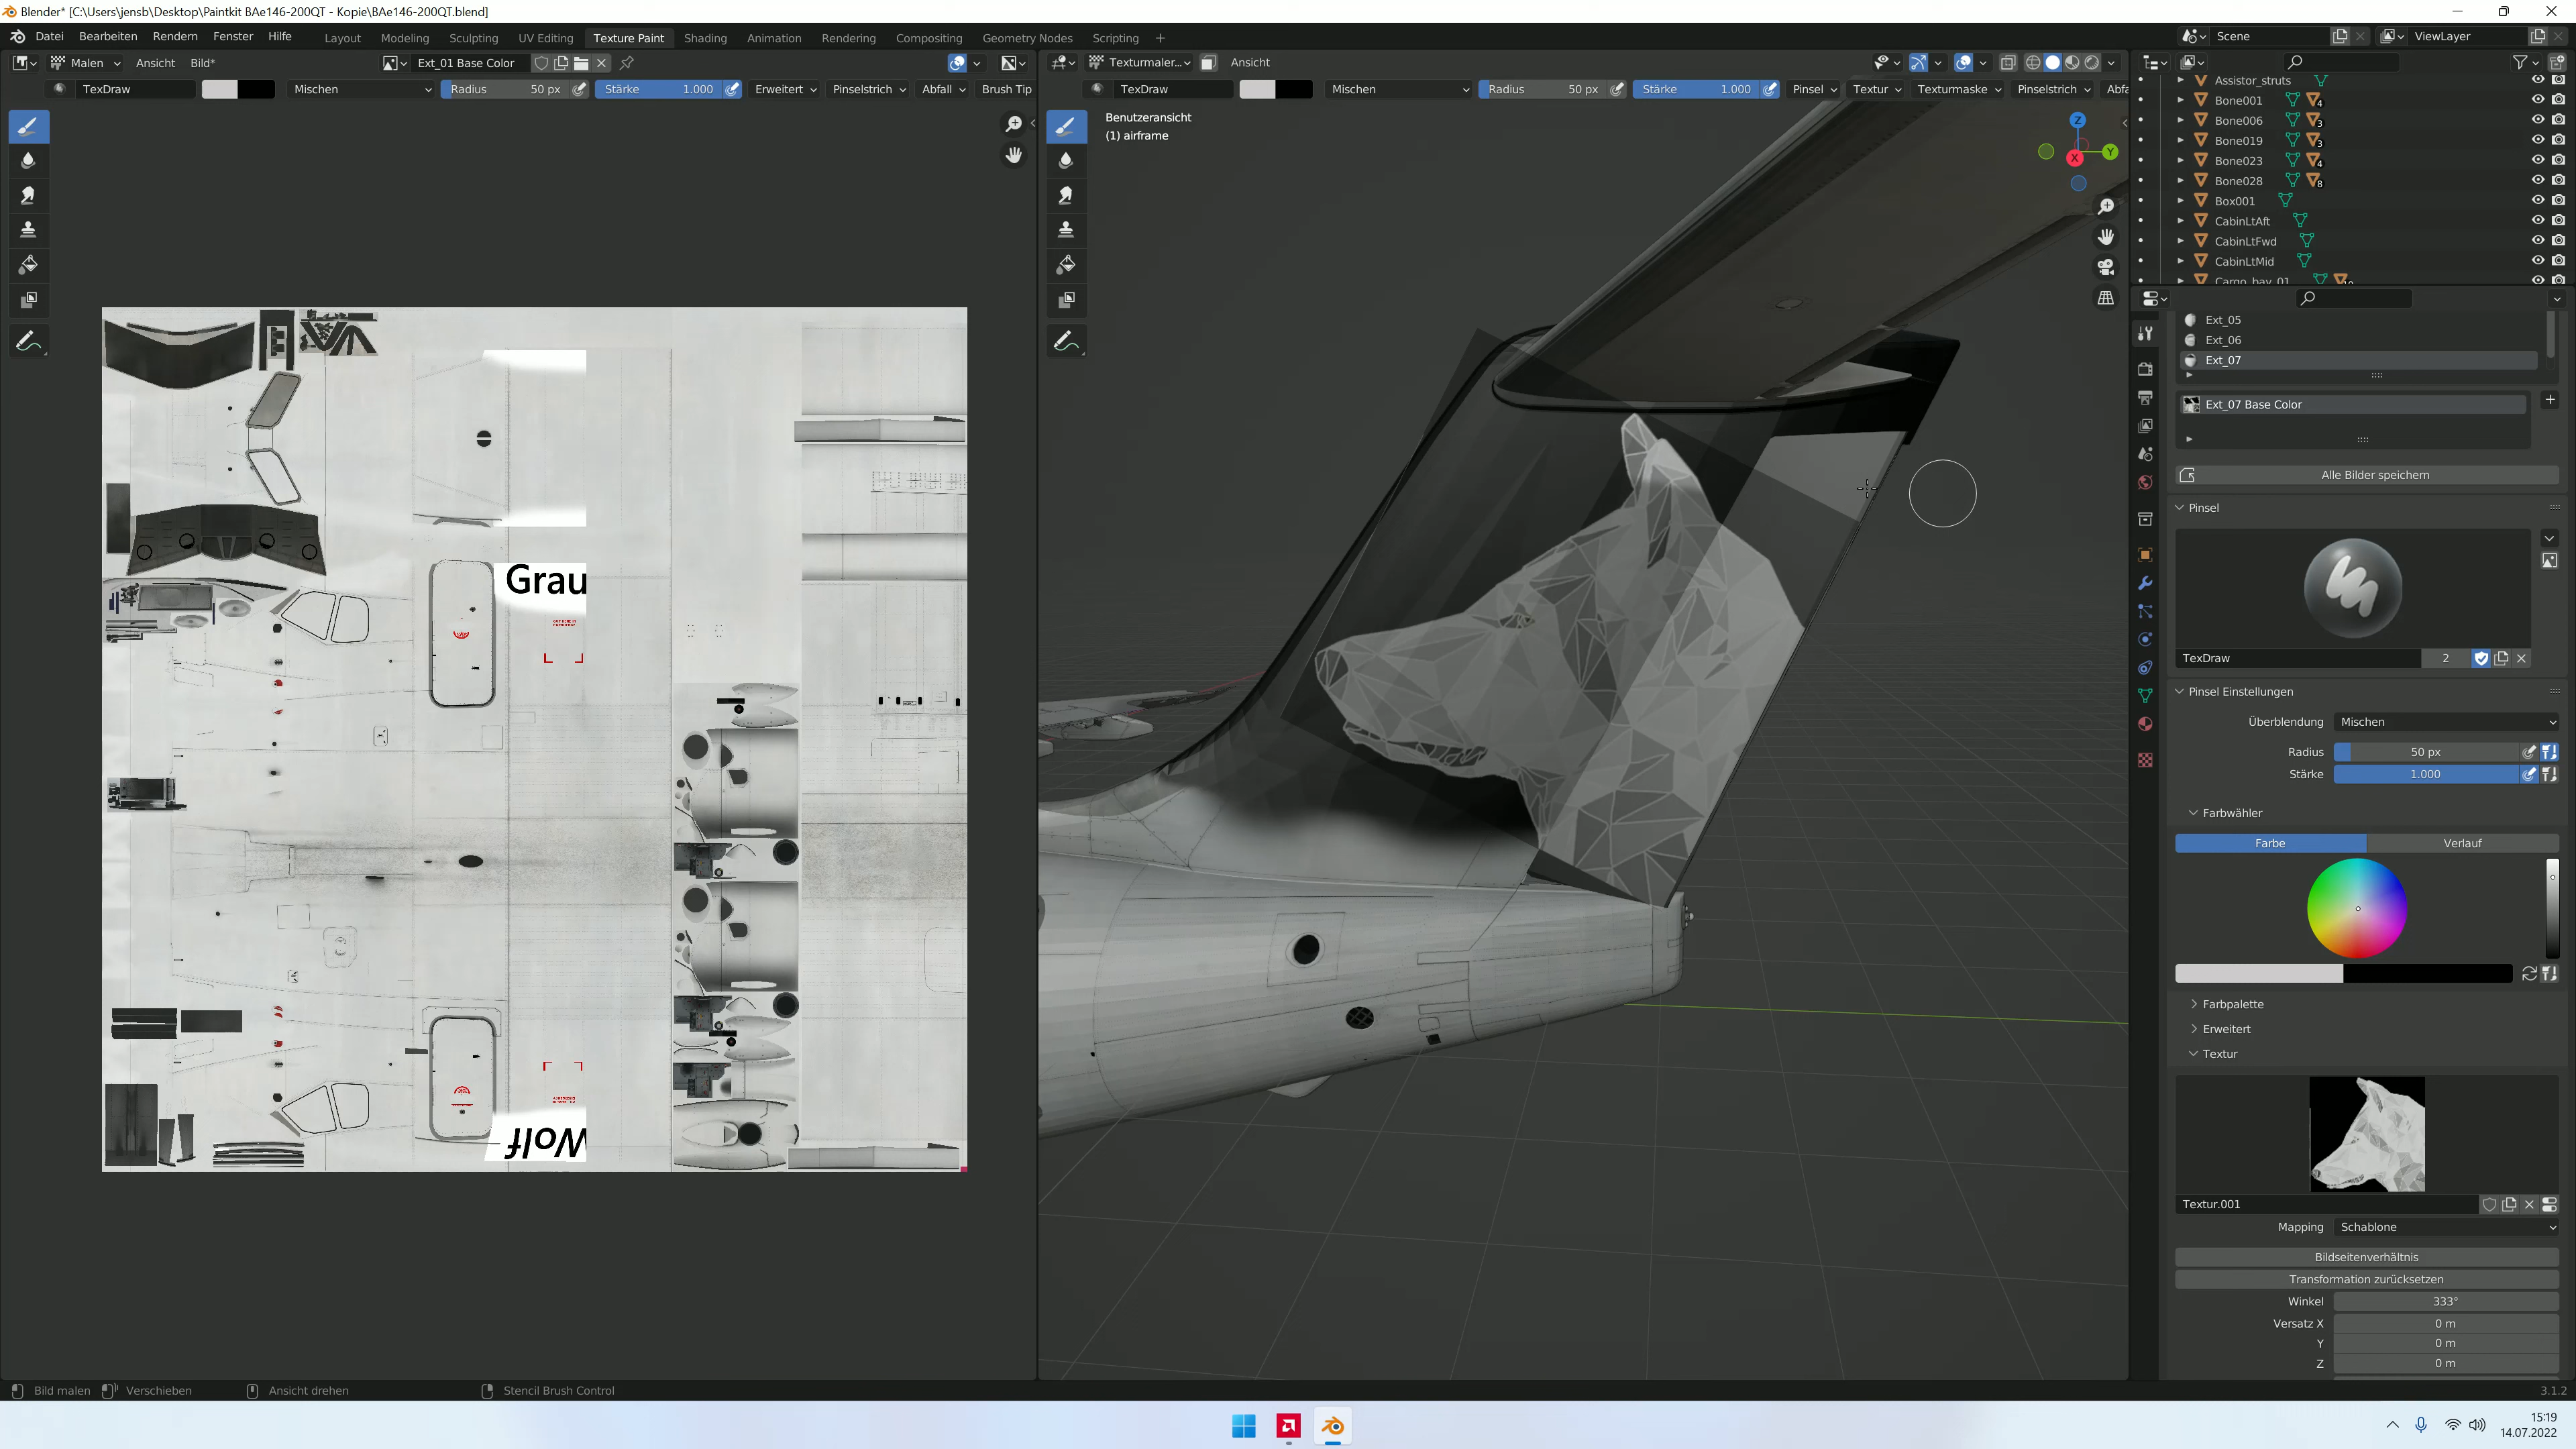 Blender* [C:\Users\jensb\Desktop\Paintkit BAe146-200QT - Kopie\BAe146-200QT.blend]
Datei Bearbeiten Rendern Fenster Hilfe Layout Modeling Sculpting UV Editing Texture Paint Shading Animation Rendering Compositing Geometry Nodes Scripting + Scene ViewLayer
Malen Ansicht Bild* Ext_01 Base Color
Texturmaler... Ansicht
TexDraw Mischen Radius 50 px Stärke 1.000 Erweitert Pinselstrich Abfall Brush Tip
TexDraw Mischen Radius 50 px Stärke 1.000 Pinsel Textur Texturmaske Pinselstrich Abfa
Benutzeransicht
(1) airframe
Z
Y
X
Grau
Wolf
Assistor_struts
Bone001 4
Bone006 3
Bone019 3
Bone023 4
Bone028 8
Box001
CabinLtAft
CabinLtFwd
CabinLtMid
Cargo_bay_01
Ext_05
Ext_06
Ext_07
Ext_07 Base Color
Alle Bilder speichern
Pinsel
TexDraw 2
Pinsel Einstellungen
Überblendung Mischen
Radius 50 px
Stärke 1.000
Farbwähler
Farbe Verlauf
Farbpalette
Erweitert
Textur
Textur.001
Mapping Schablone
Bildseitenverhältnis
Transformation zurücksetzen
Winkel 333°
Versatz X 0 m
Y 0 m
Z 0 m
Bild malen Verschieben Ansicht drehen Stencil Brush Control 3.1.2
15:19
14.07.2022